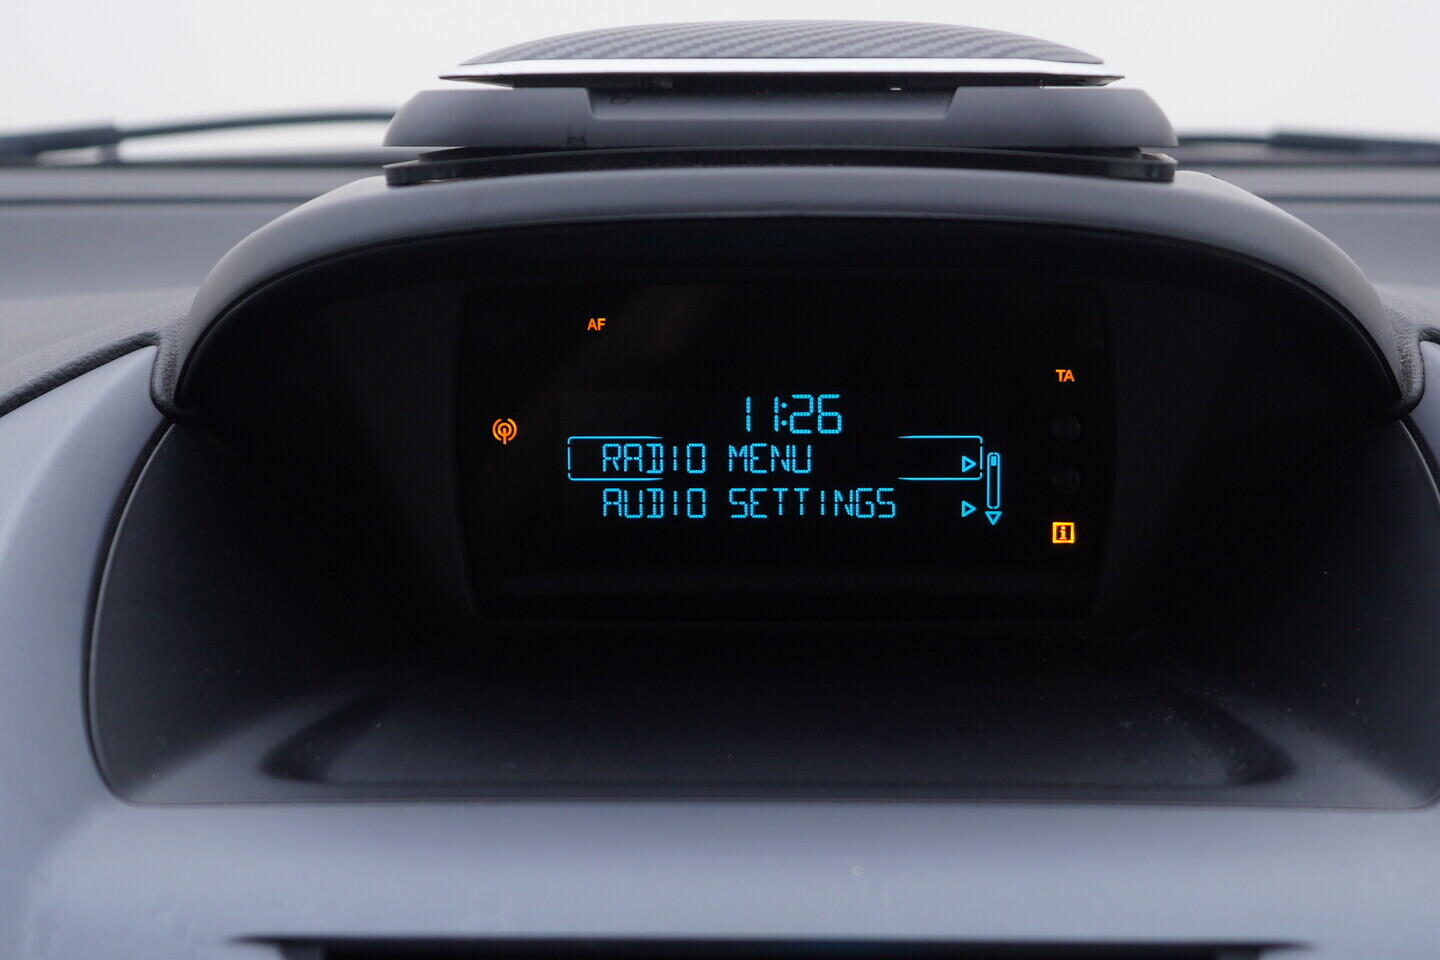 AF
TA
11:26
RADIO MENU
AUDIO SETTINGS
i